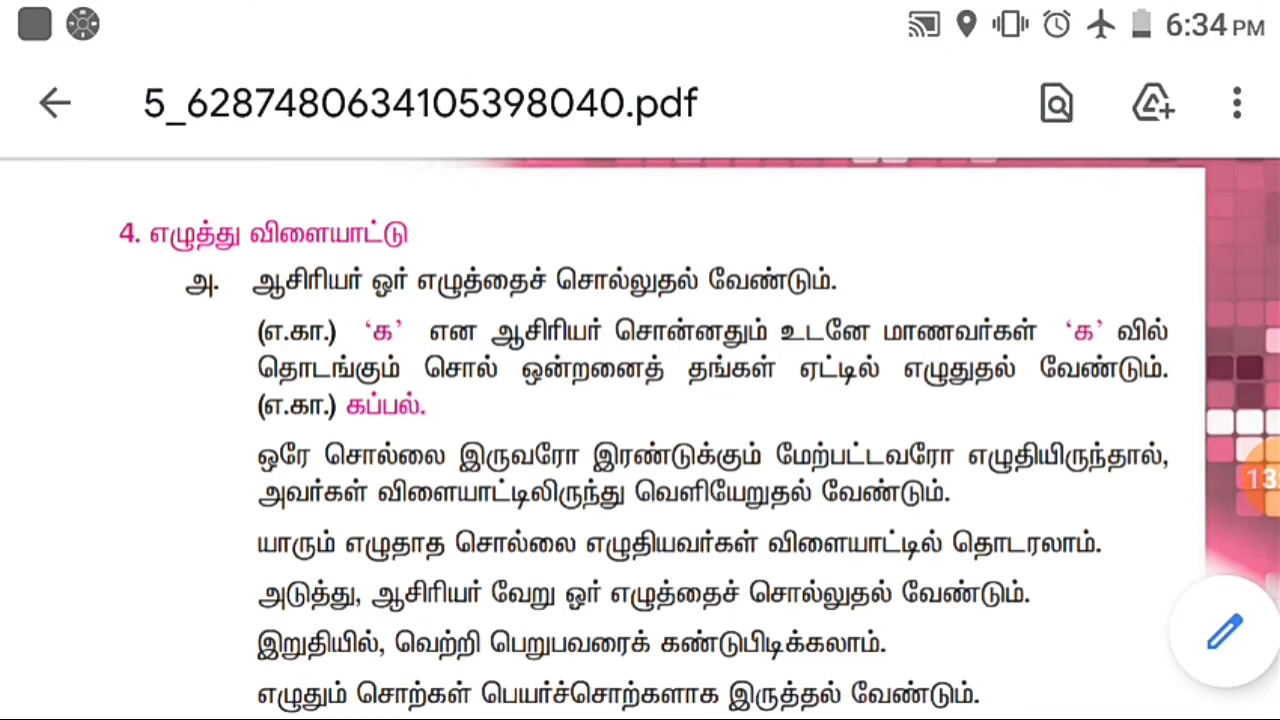 6:34 PM
5_6287480634105398040.pdf
4. எழுத்து விளையாட்டு
அ. ஆசிரியர் ஓர் எழுத்தைச் சொல்லுதல் வேண்டும்.
(எ.கா.) ‘க’ என ஆசிரியர் சொன்னதும் உடனே மாணவர்கள் ‘க’ வில்
தொடங்கும் சொல் ஒன்றனைத் தங்கள் ஏட்டில் எழுதுதல் வேண்டும்.
(எ.கா.) கப்பல்.
ஒரே சொல்லை இருவரோ இரண்டுக்கும் மேற்பட்டவரோ எழுதியிருந்தால்,
அவர்கள் விளையாட்டிலிருந்து வெளியேறுதல் வேண்டும்.
யாரும் எழுதாத சொல்லை எழுதியவர்கள் விளையாட்டில் தொடரலாம்.
அடுத்து, ஆசிரியர் வேறு ஓர் எழுத்தைச் சொல்லுதல் வேண்டும்.
இறுதியில், வெற்றி பெறுபவரைக் கண்டுபிடிக்கலாம்.
எழுதும் சொற்கள் பெயர்ச்சொற்களாக இருத்தல் வேண்டும்.